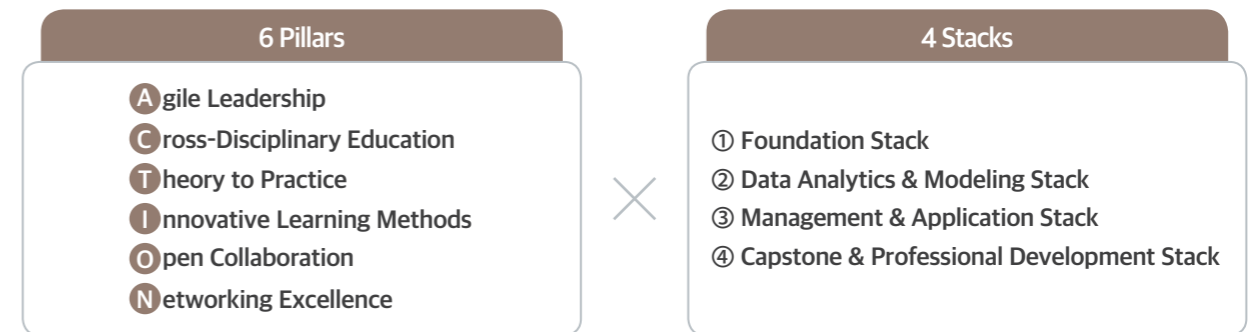 6 Pillars
Agile Leadership
Cross-Disciplinary Education
Theory to Practice
Innovative Learning Methods
Open Collaboration
Networking Excellence
4 Stacks
① Foundation Stack
② Data Analytics & Modeling Stack
③ Management & Application Stack
④ Capstone & Professional Development Stack